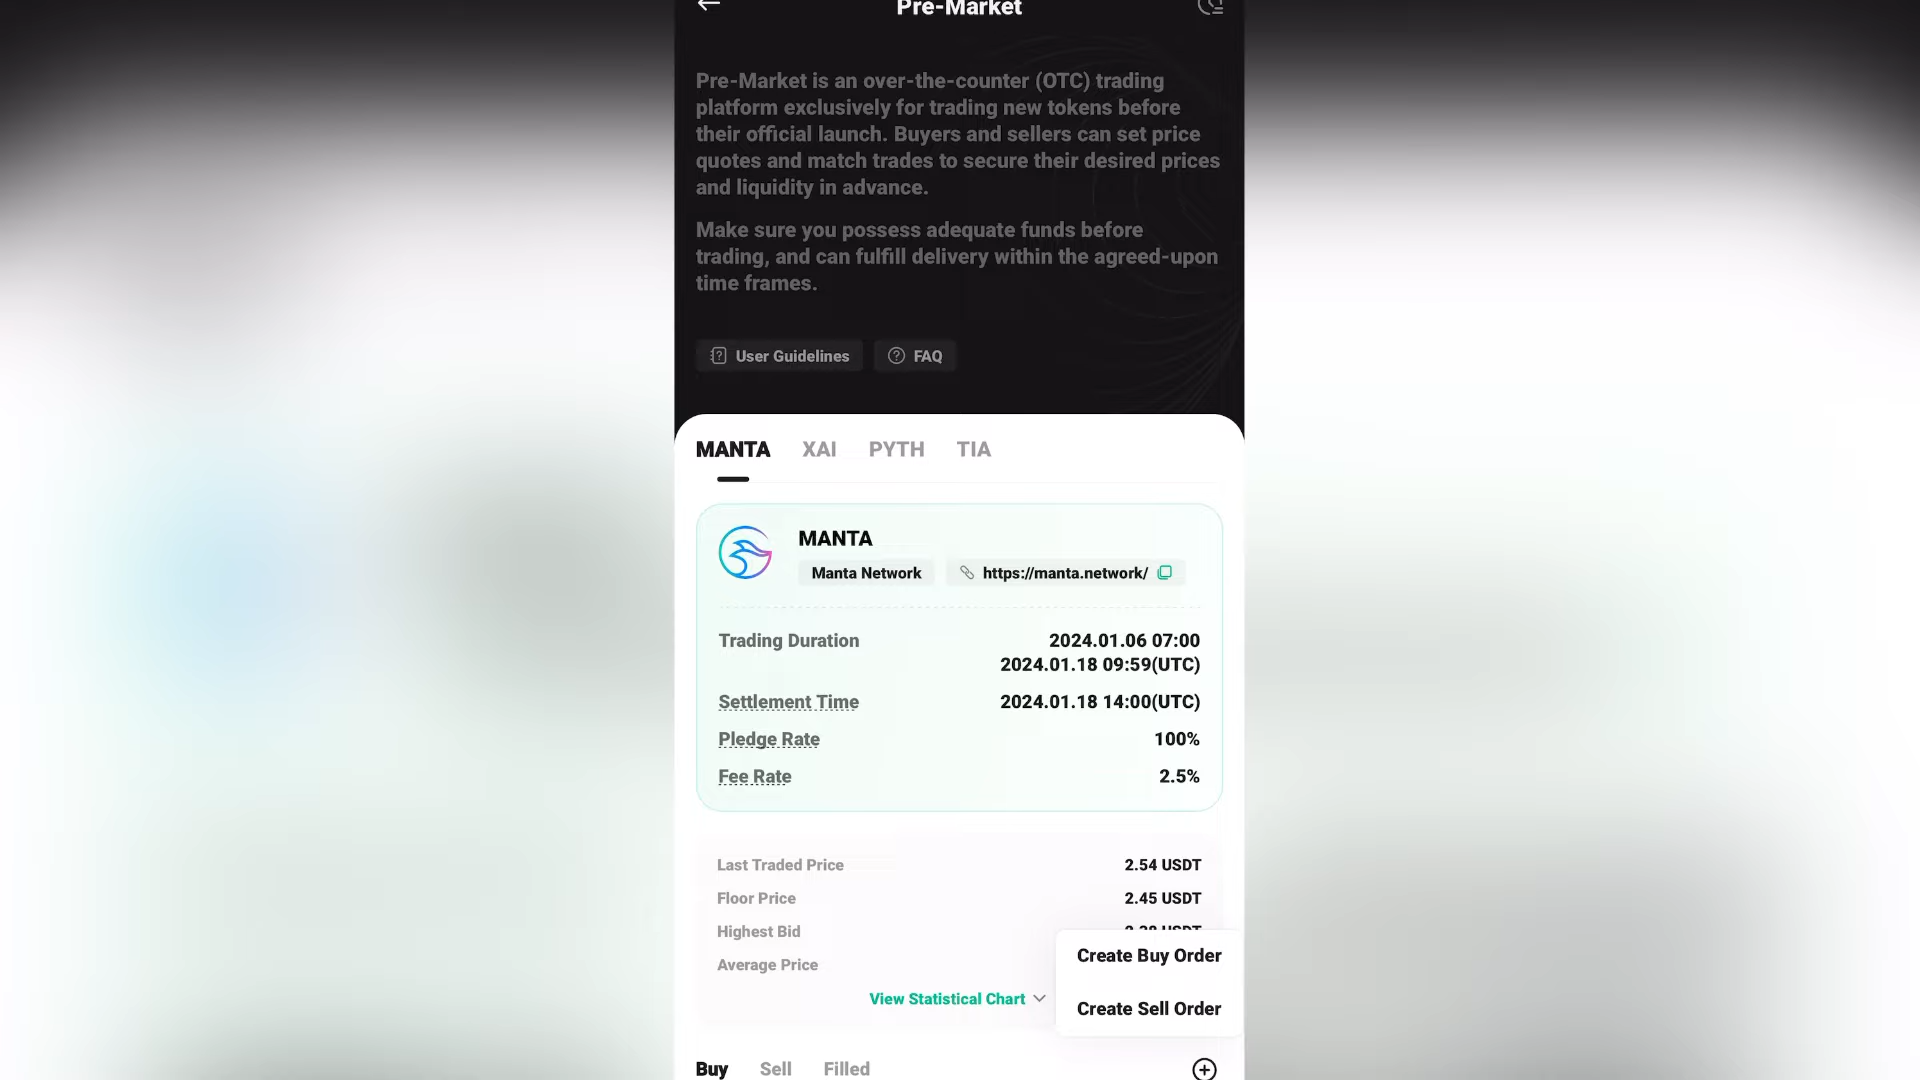 Pre-Market
Pre-Market is an over-the-counter (OTC) trading
platform exclusively for trading new tokens before
their official launch. Buyers and sellers can set price
quotes and match trades to secure their desired prices
and liquidity in advance.
Make sure you possess adequate funds before
trading, and can fulfill delivery within the agreed-upon
time frames.
User Guidelines FAQ
MANTA XAI PYTH TIA
MANTA
Manta Network https://manta.network/
Trading Duration 2024.01.06 07:00
2024.01.18 09:59(UTC)
Settlement Time 2024.01.18 14:00(UTC)
Pledge Rate 100%
Fee Rate 2.5%
Last Traded Price 2.54 USDT
Floor Price 2.45 USDT
Highest Bid
Average Price
Create Buy Order
View Statistical Chart
Create Sell Order
Buy Sell Filled